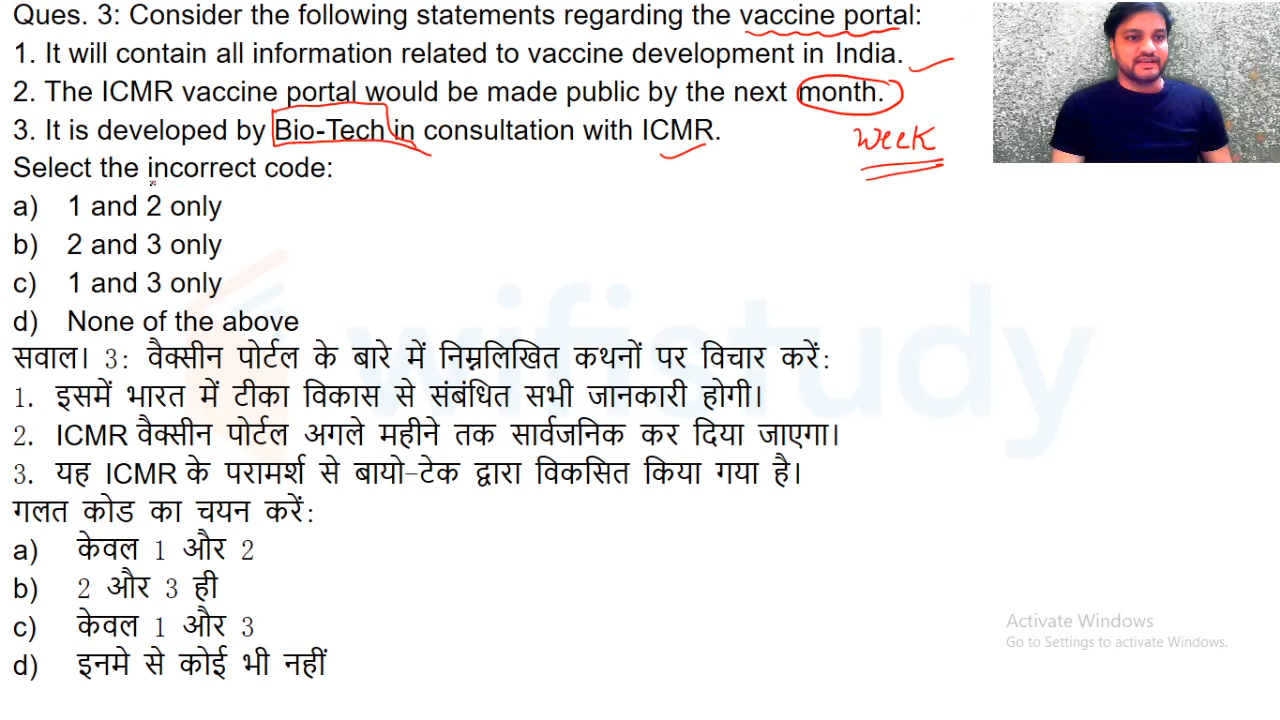 Ques. 3: Consider the following statements regarding the vaccine portal:
1. It will contain all information related to vaccine development in India.
2. The ICMR vaccine portal would be made public by the next month.
3. It is developed by Bio-Tech in consultation with ICMR.
week
Select the incorrect code:
a) 1 and 2 only
b) 2 and 3 only
c) 1 and 3 only
d) None of the above
wifistudy
सवाल। 3: वैक्सीन पोर्टल के बारे में निम्नलिखित कथनों पर विचार करें:
1. इसमें भारत में टीका विकास से संबंधित सभी जानकारी होगी।
2. ICMR वैक्सीन पोर्टल अगले महीने तक सार्वजनिक कर दिया जाएगा।
3. यह ICMR के परामर्श से बायो-टेक द्वारा विकसित किया गया है।
गलत कोड का चयन करें:
a) केवल 1 और 2
b) 2 और 3 ही
c) केवल 1 और 3
d) इनमे से कोई भी नहीं
Activate Windows
Go to Settings to activate Windows.